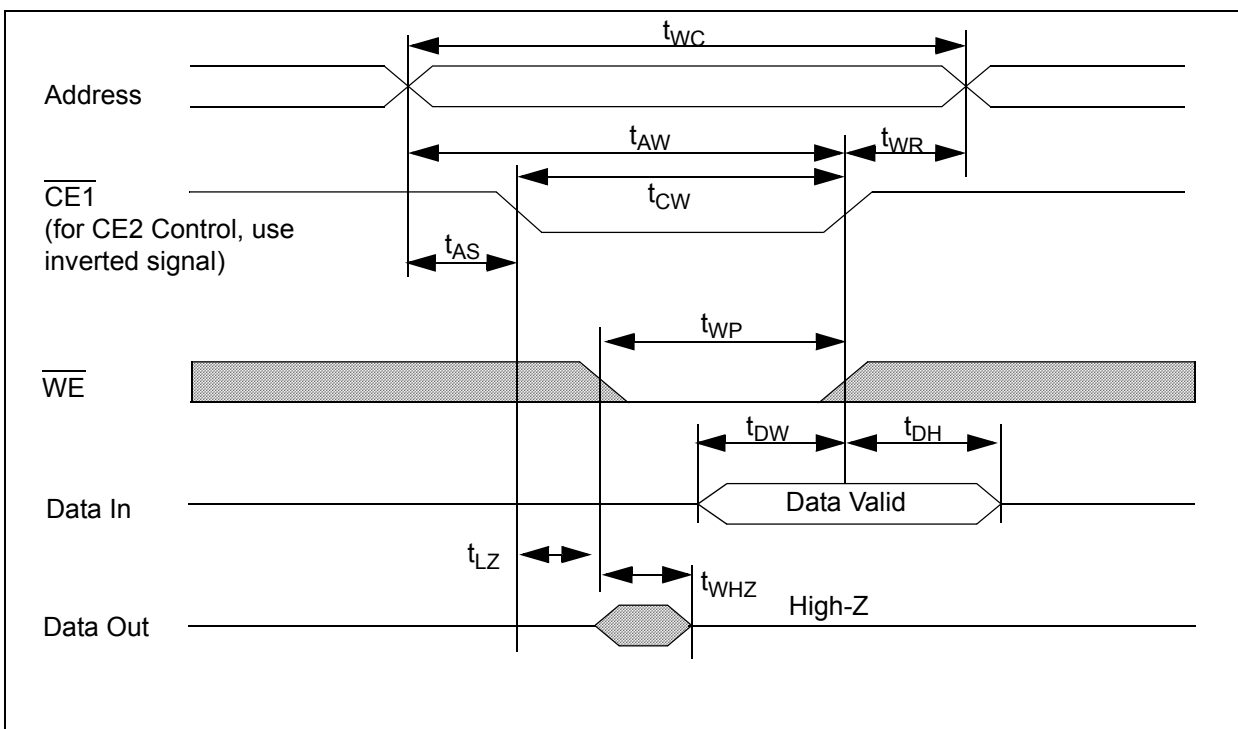 tWC
Address
tAW
tWR
CE1
(for CE2 Control, use
inverted signal)
tCW
tAS
tWP
WE
tDW
tDH
Data In
Data Valid
tLZ
tWHZ
High-Z
Data Out